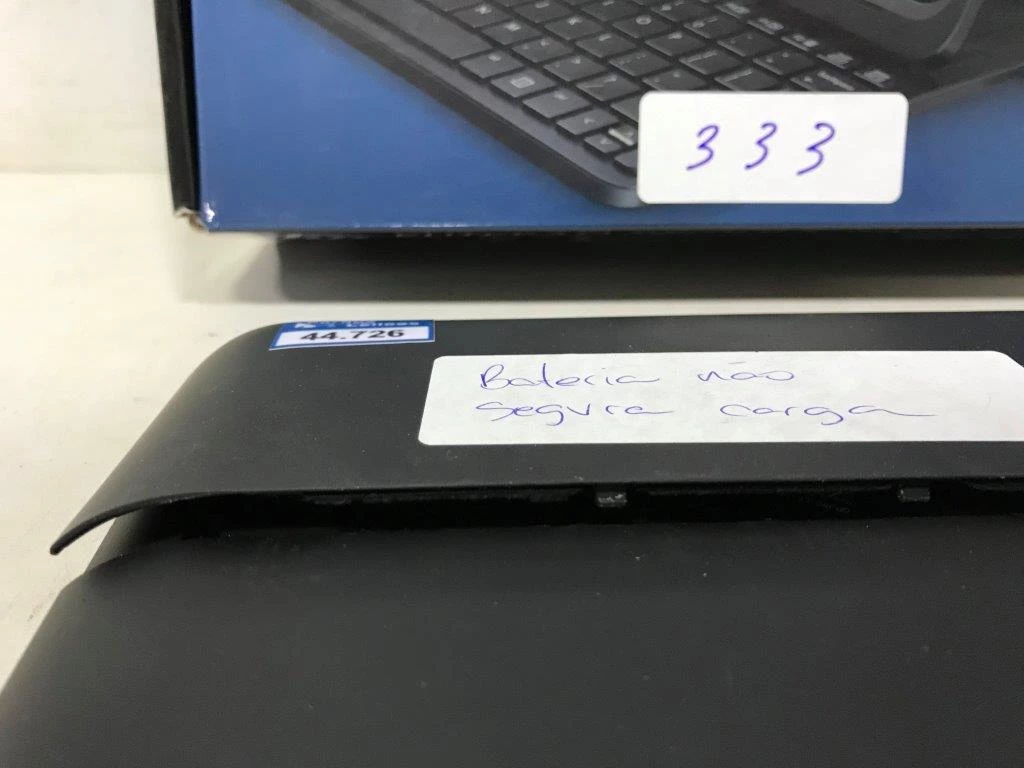 333
44.726
Bateria não
segura carga